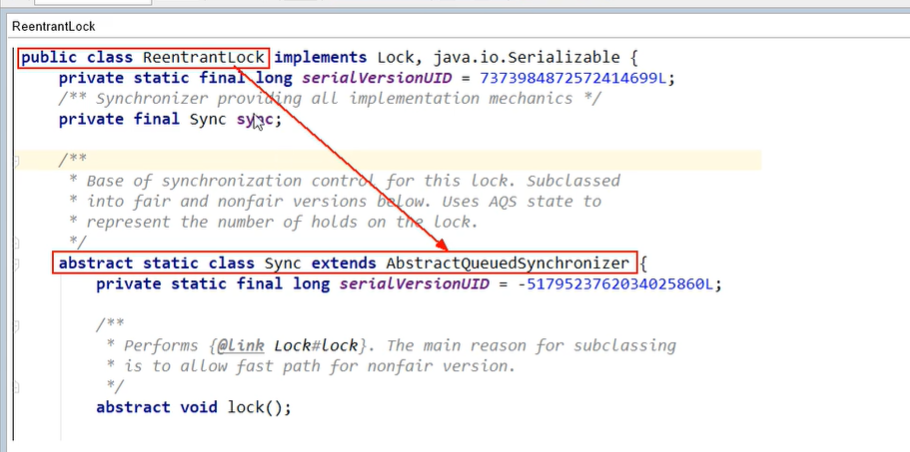 ReentrantLock
public class ReentrantLock implements Lock, java.io.Serializable {
private static final long serialVersionUID = 7373984872572414699L;
/** Synchronizer providing all implementation mechanics */
private final Sync sync;
/**
* Base of synchronization control for this lock. Subclassed
* into fair and nonfair versions below. Uses AQS state to
* represent the number of holds on the lock.
*/
abstract static class Sync extends AbstractQueuedSynchronizer {
private static final long serialVersionUID = -5179523762034025860L;
/**
* Performs {@link Lock#lock}. The main reason for subclassing
* is to allow fast path for nonfair version.
*/
abstract void lock();